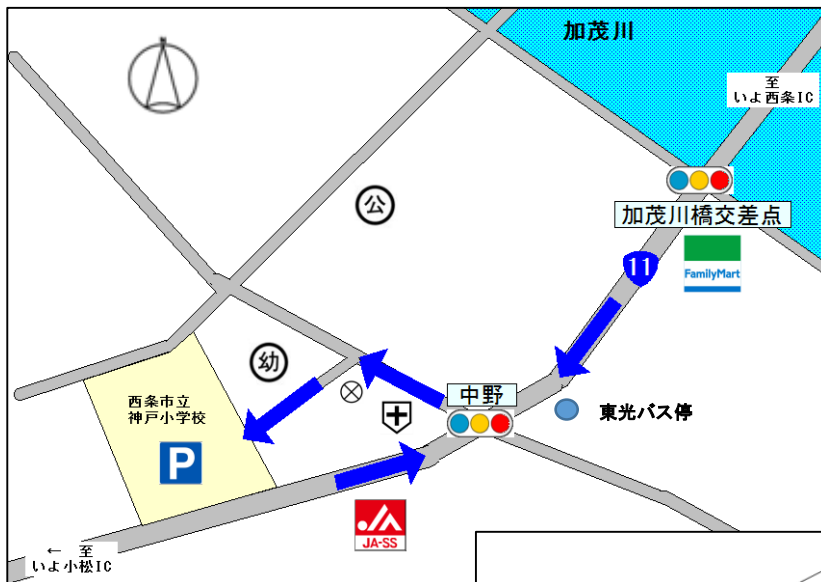 加茂川
至
いよ西条IC
加茂川橋交差点
11
FamilyMart
公
幼
中野
東光バス停
西条市立
神戸小学校
P
JA-SS
← 至
いよ小松IC